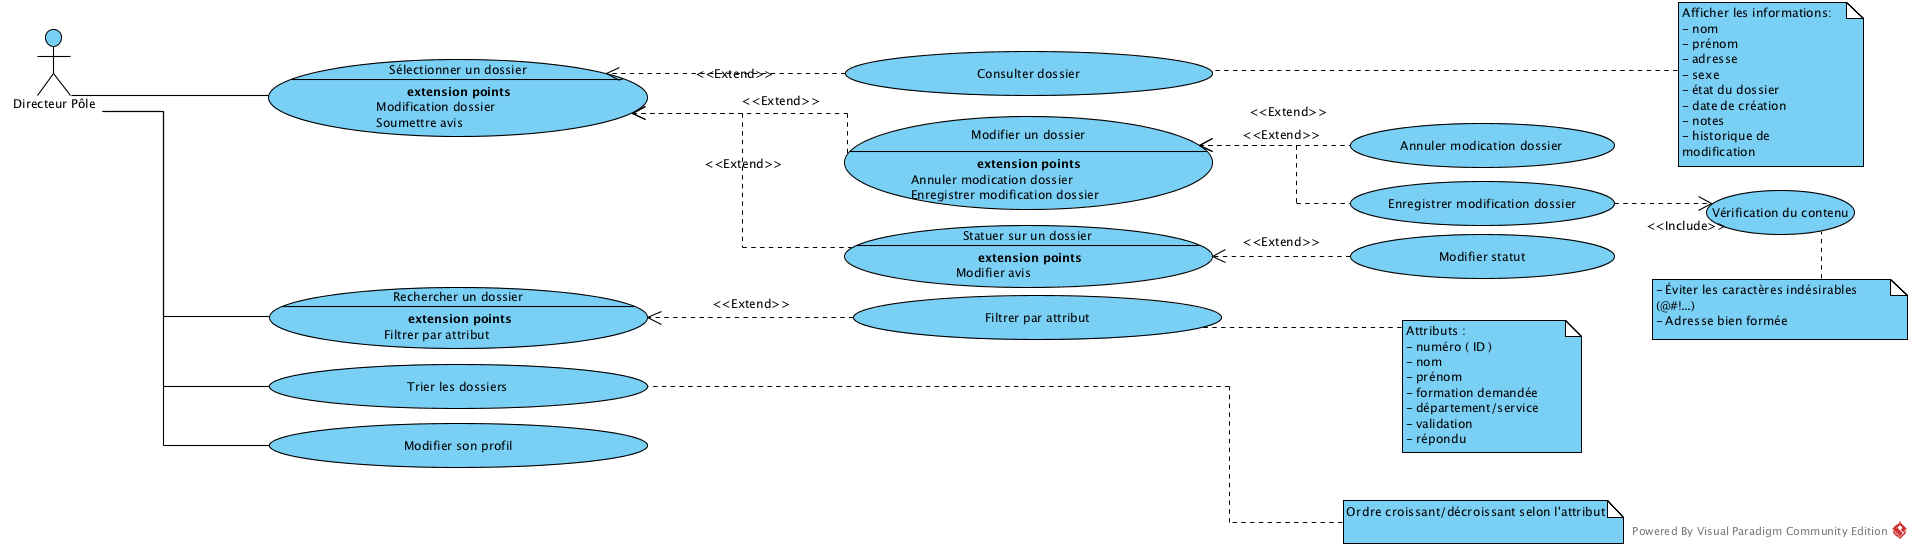 Directeur Pôle
Sélectionner un dossier
extension points
Modification dossier
Soumettre avis
<<Extend>>
Consulter dossier
Afficher les informations:
– nom
– prénom
– adresse
– sexe
– état du dossier
– date de création
– notes
– historique de
modification
<<Extend>>
<<Extend>>
Modifier un dossier
extension points
Annuler modication dossier
Enregistrer modification dossier
<<Extend>>
<<Extend>>
Annuler modication dossier
Enregistrer modification dossier
<<Include>>
Vérification du contenu
– Éviter les caractères indésirables
(@#!...)
– Adresse bien formée
Statuer sur un dossier
extension points
Modifier avis
<<Extend>>
Modifier statut
Rechercher un dossier
extension points
Filtrer par attribut
<<Extend>>
Filtrer par attribut
Attributs :
– numéro ( ID )
– nom
– prénom
– formation demandée
– département/service
– validation
– répondu
Trier les dossiers
Modifier son profil
Ordre croissant/décroissant selon l'attribut
Powered By Visual Paradigm Community Edition